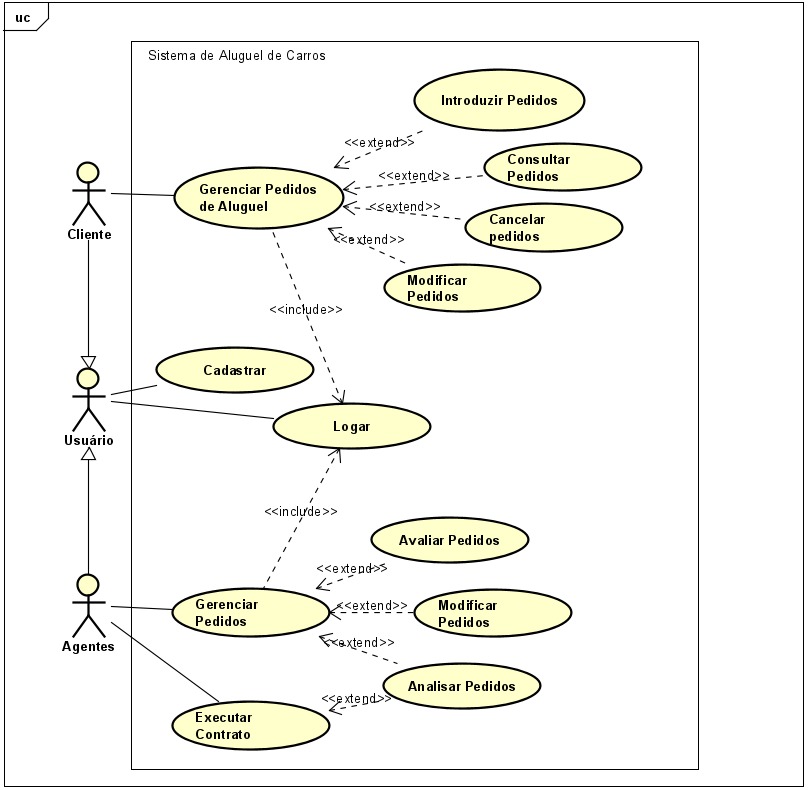 uc
Sistema de Aluguel de Carros
Introduzir Pedidos
<<extend>>
Consultar
Pedidos
<<extend>>
Gerenciar Pedidos
de Aluguel
<<extend>>
Cancelar
pedidos
Cliente
<<extend>>
Modificar
Pedidos
<<include>>
Cadastrar
Logar
Usuário
<<include>>
Avaliar Pedidos
<<extend>>
Gerenciar
Pedidos
<<extend>>
Modificar
Pedidos
Agentes
<<extend>>
Analisar Pedidos
<<extend>>
Executar
Contrato